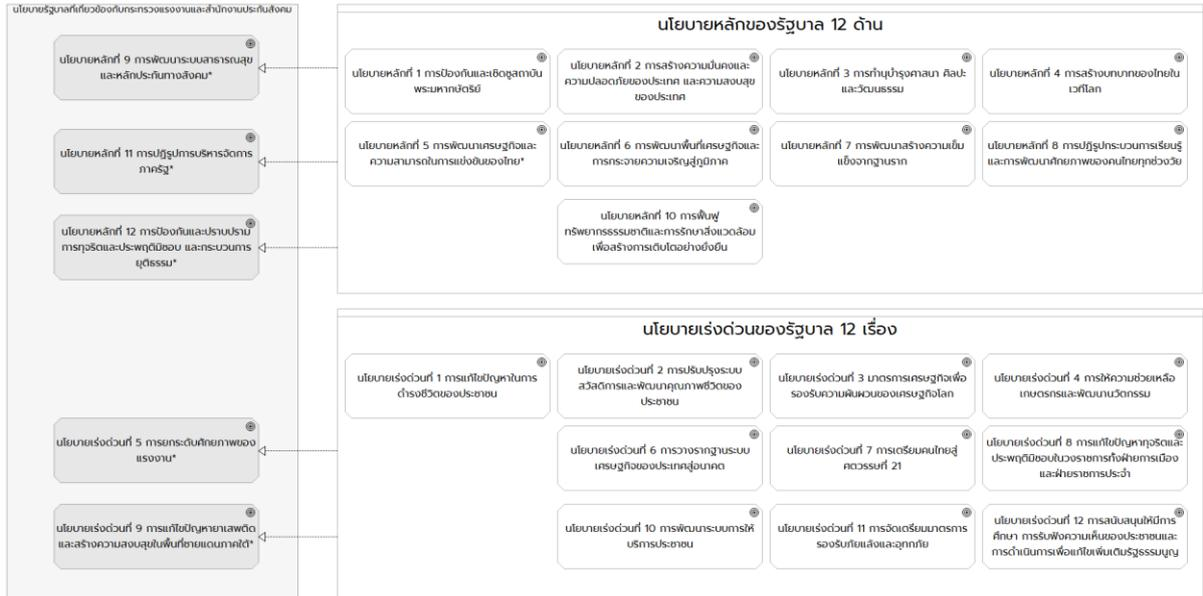 นโยบายรัฐบาลที่เกี่ยวข้องกับกระทรวงแรงงานและสำนักงานประกันสังคม
นโยบายหลักที่ 9 การพัฒนาระบบสาธารณสุข
และหลักประกันทางสังคม*
นโยบายหลักที่ 11 การปฏิรูปการบริหารจัดการ
ภาครัฐ*
นโยบายหลักที่ 12 การป้องกันและปราบปราม
การทุจริตและประพฤติมิชอบ และกระบวนการ
ยุติธรรม*
นโยบายเร่งด่วนที่ 5 การยกระดับศักยภาพของ
แรงงาน*
นโยบายเร่งด่วนที่ 9 การแก้ไขปัญหายาเสพติด
และสร้างความสงบสุขในพื้นที่ชายแดนภาคใต้*
นโยบายหลักของรัฐบาล 12 ด้าน
นโยบายหลักที่ 1 การป้องกันและเชิดชูสถาบัน
พระมหากษัตริย์
นโยบายหลักที่ 2 การสร้างความมั่นคงและ
ความปลอดภัยของประเทศ และความสงบสุข
ของประเทศ
นโยบายหลักที่ 3 การทำนุบำรุงศาสนา ศิลปะ
และวัฒนธรรม
นโยบายหลักที่ 4 การสร้างบทบาทของไทยใน
เวทีโลก
นโยบายหลักที่ 5 การพัฒนาเศรษฐกิจและ
ความสามารถในการแข่งขันของไทย*
นโยบายหลักที่ 6 การพัฒนาพื้นที่เศรษฐกิจและ
การกระจายความเจริญสู่ภูมิภาค
นโยบายหลักที่ 7 การพัฒนาสร้างความเข้ม
แข็งจากฐานราก
นโยบายหลักที่ 8 การปฏิรูปกระบวนการเรียนรู้
และการพัฒนาศักยภาพของคนไทยทุกช่วงวัย
นโยบายหลักที่ 10 การฟื้นฟู
ทรัพยากรธรรมชาติและการรักษาสิ่งแวดล้อม
เพื่อสร้างการเติบโตอย่างยั่งยืน
นโยบายเร่งด่วนของรัฐบาล 12 เรื่อง
นโยบายเร่งด่วนที่ 1 การแก้ไขปัญหาในการ
ดำรงชีวิตของประชาชน
นโยบายเร่งด่วนที่ 2 การปรับปรุงระบบ
สวัสดิการและพัฒนาคุณภาพชีวิตของ
ประชาชน
นโยบายเร่งด่วนที่ 3 มาตรการเศรษฐกิจเพื่อ
รองรับความผันผวนของเศรษฐกิจโลก
นโยบายเร่งด่วนที่ 4 การให้ความช่วยเหลือ
เกษตรกรและพัฒนานวัตกรรม
นโยบายเร่งด่วนที่ 6 การวางรากฐานระบบ
เศรษฐกิจของประเทศสู่อนาคต
นโยบายเร่งด่วนที่ 7 การเตรียมคนไทยสู่
ศตวรรษที่ 21
นโยบายเร่งด่วนที่ 8 การแก้ไขปัญหาทุจริตและ
ประพฤติมิชอบในวงราชการทั้งฝ่ายการเมือง
และฝ่ายราชการประจำ
นโยบายเร่งด่วนที่ 10 การพัฒนาระบบการให้
บริการประชาชน
นโยบายเร่งด่วนที่ 11 การจัดเตรียมมาตรการ
รองรับภัยแล้งและอุทกภัย
นโยบายเร่งด่วนที่ 12 การสนับสนุนให้มีการ
ศึกษา การรับฟังความเห็นของประชาชนและ
การดำเนินการเพื่อแก้ไขเพิ่มเติมรัฐธรรมนูญ